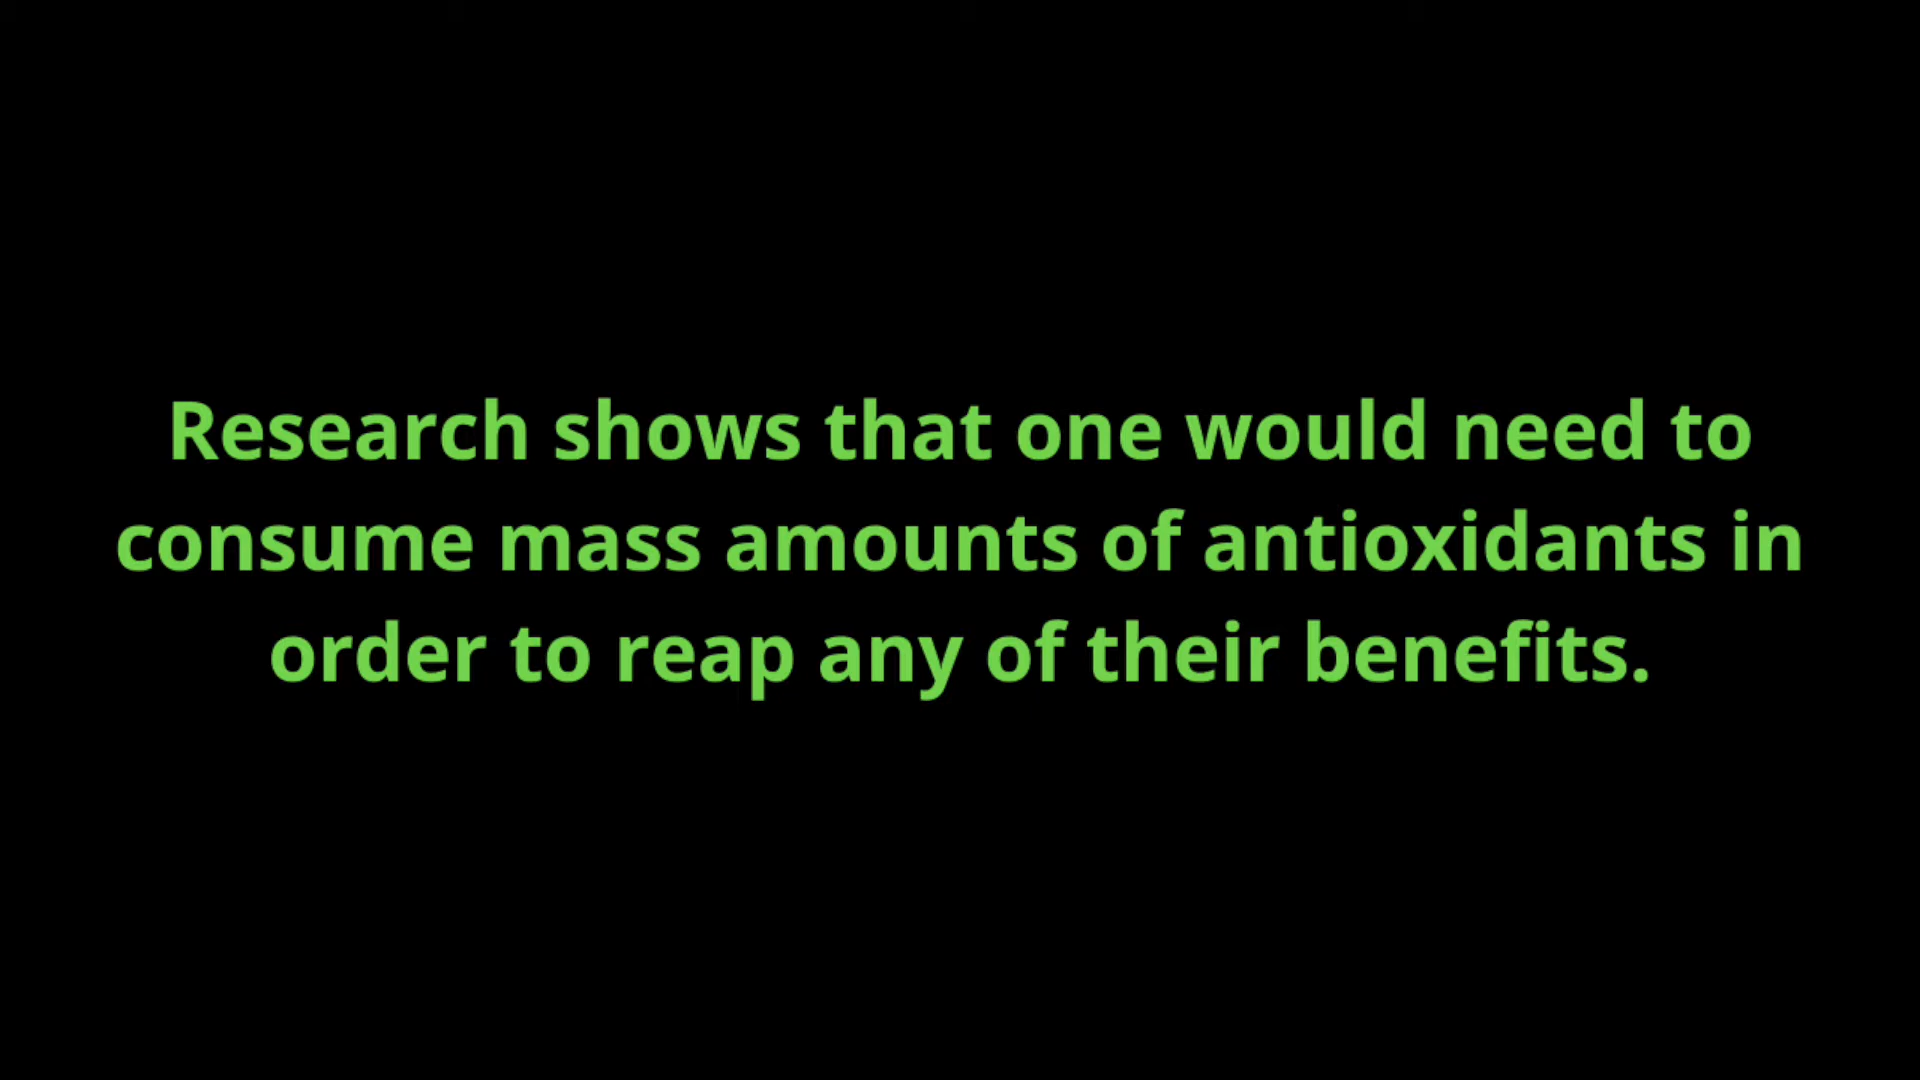 Research shows that one would need to
consume mass amounts of antioxidants in
order to reap any of their benefits.